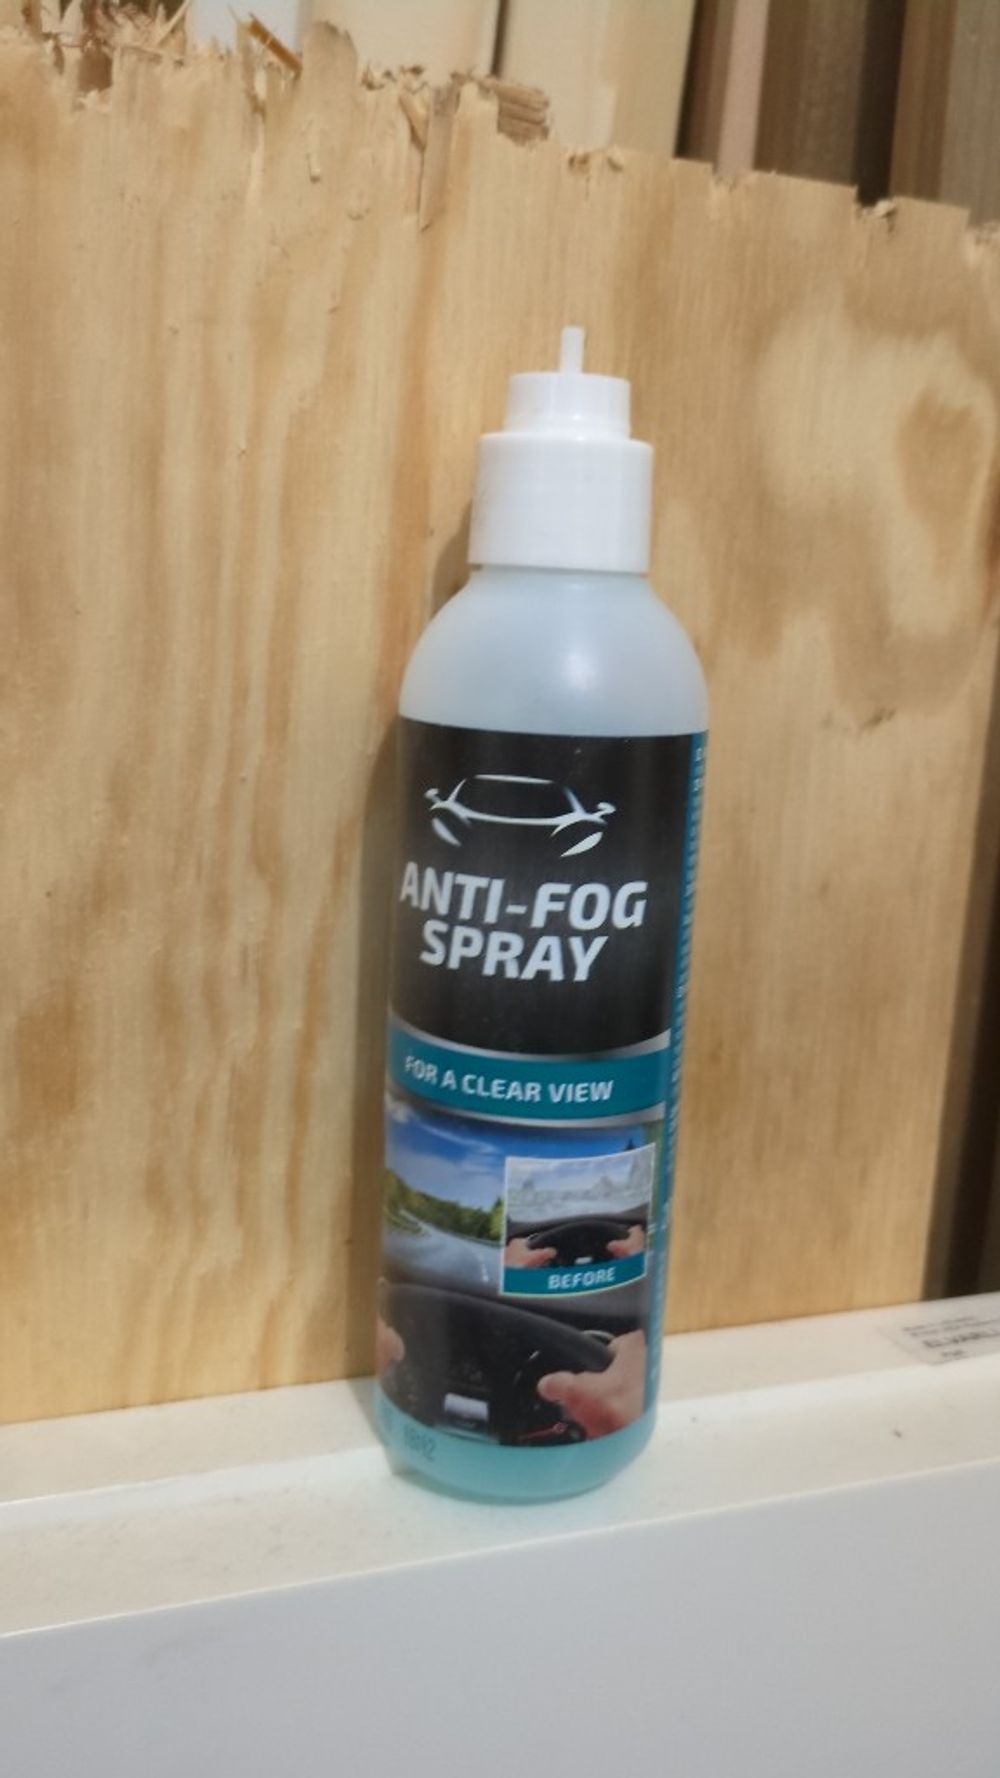 ANTI-FOG
SPRAY
FOR A CLEAR VIEW
BEFORE